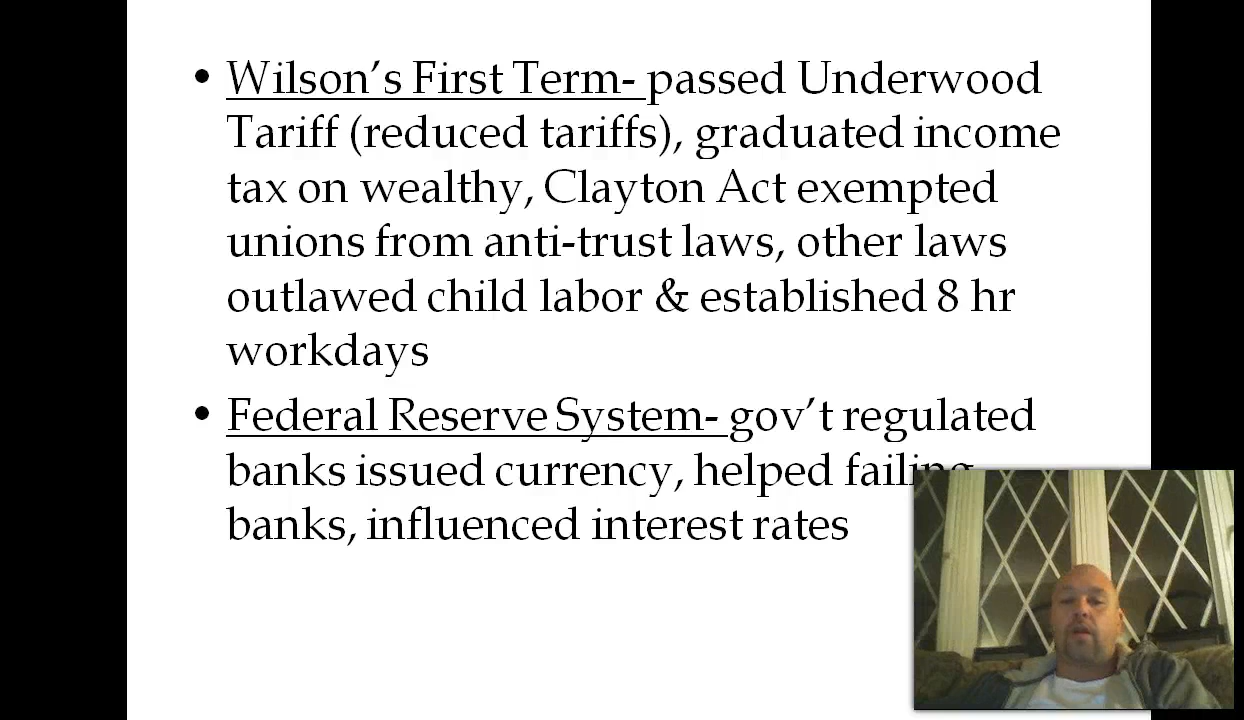 • Wilson’s First Term- passed Underwood
Tariff (reduced tariffs), graduated income
tax on wealthy, Clayton Act exempted
unions from anti-trust laws, other laws
outlawed child labor & established 8 hr
workdays
• Federal Reserve System- gov’t regulated
banks issued currency, helped failing
banks, influenced interest rates